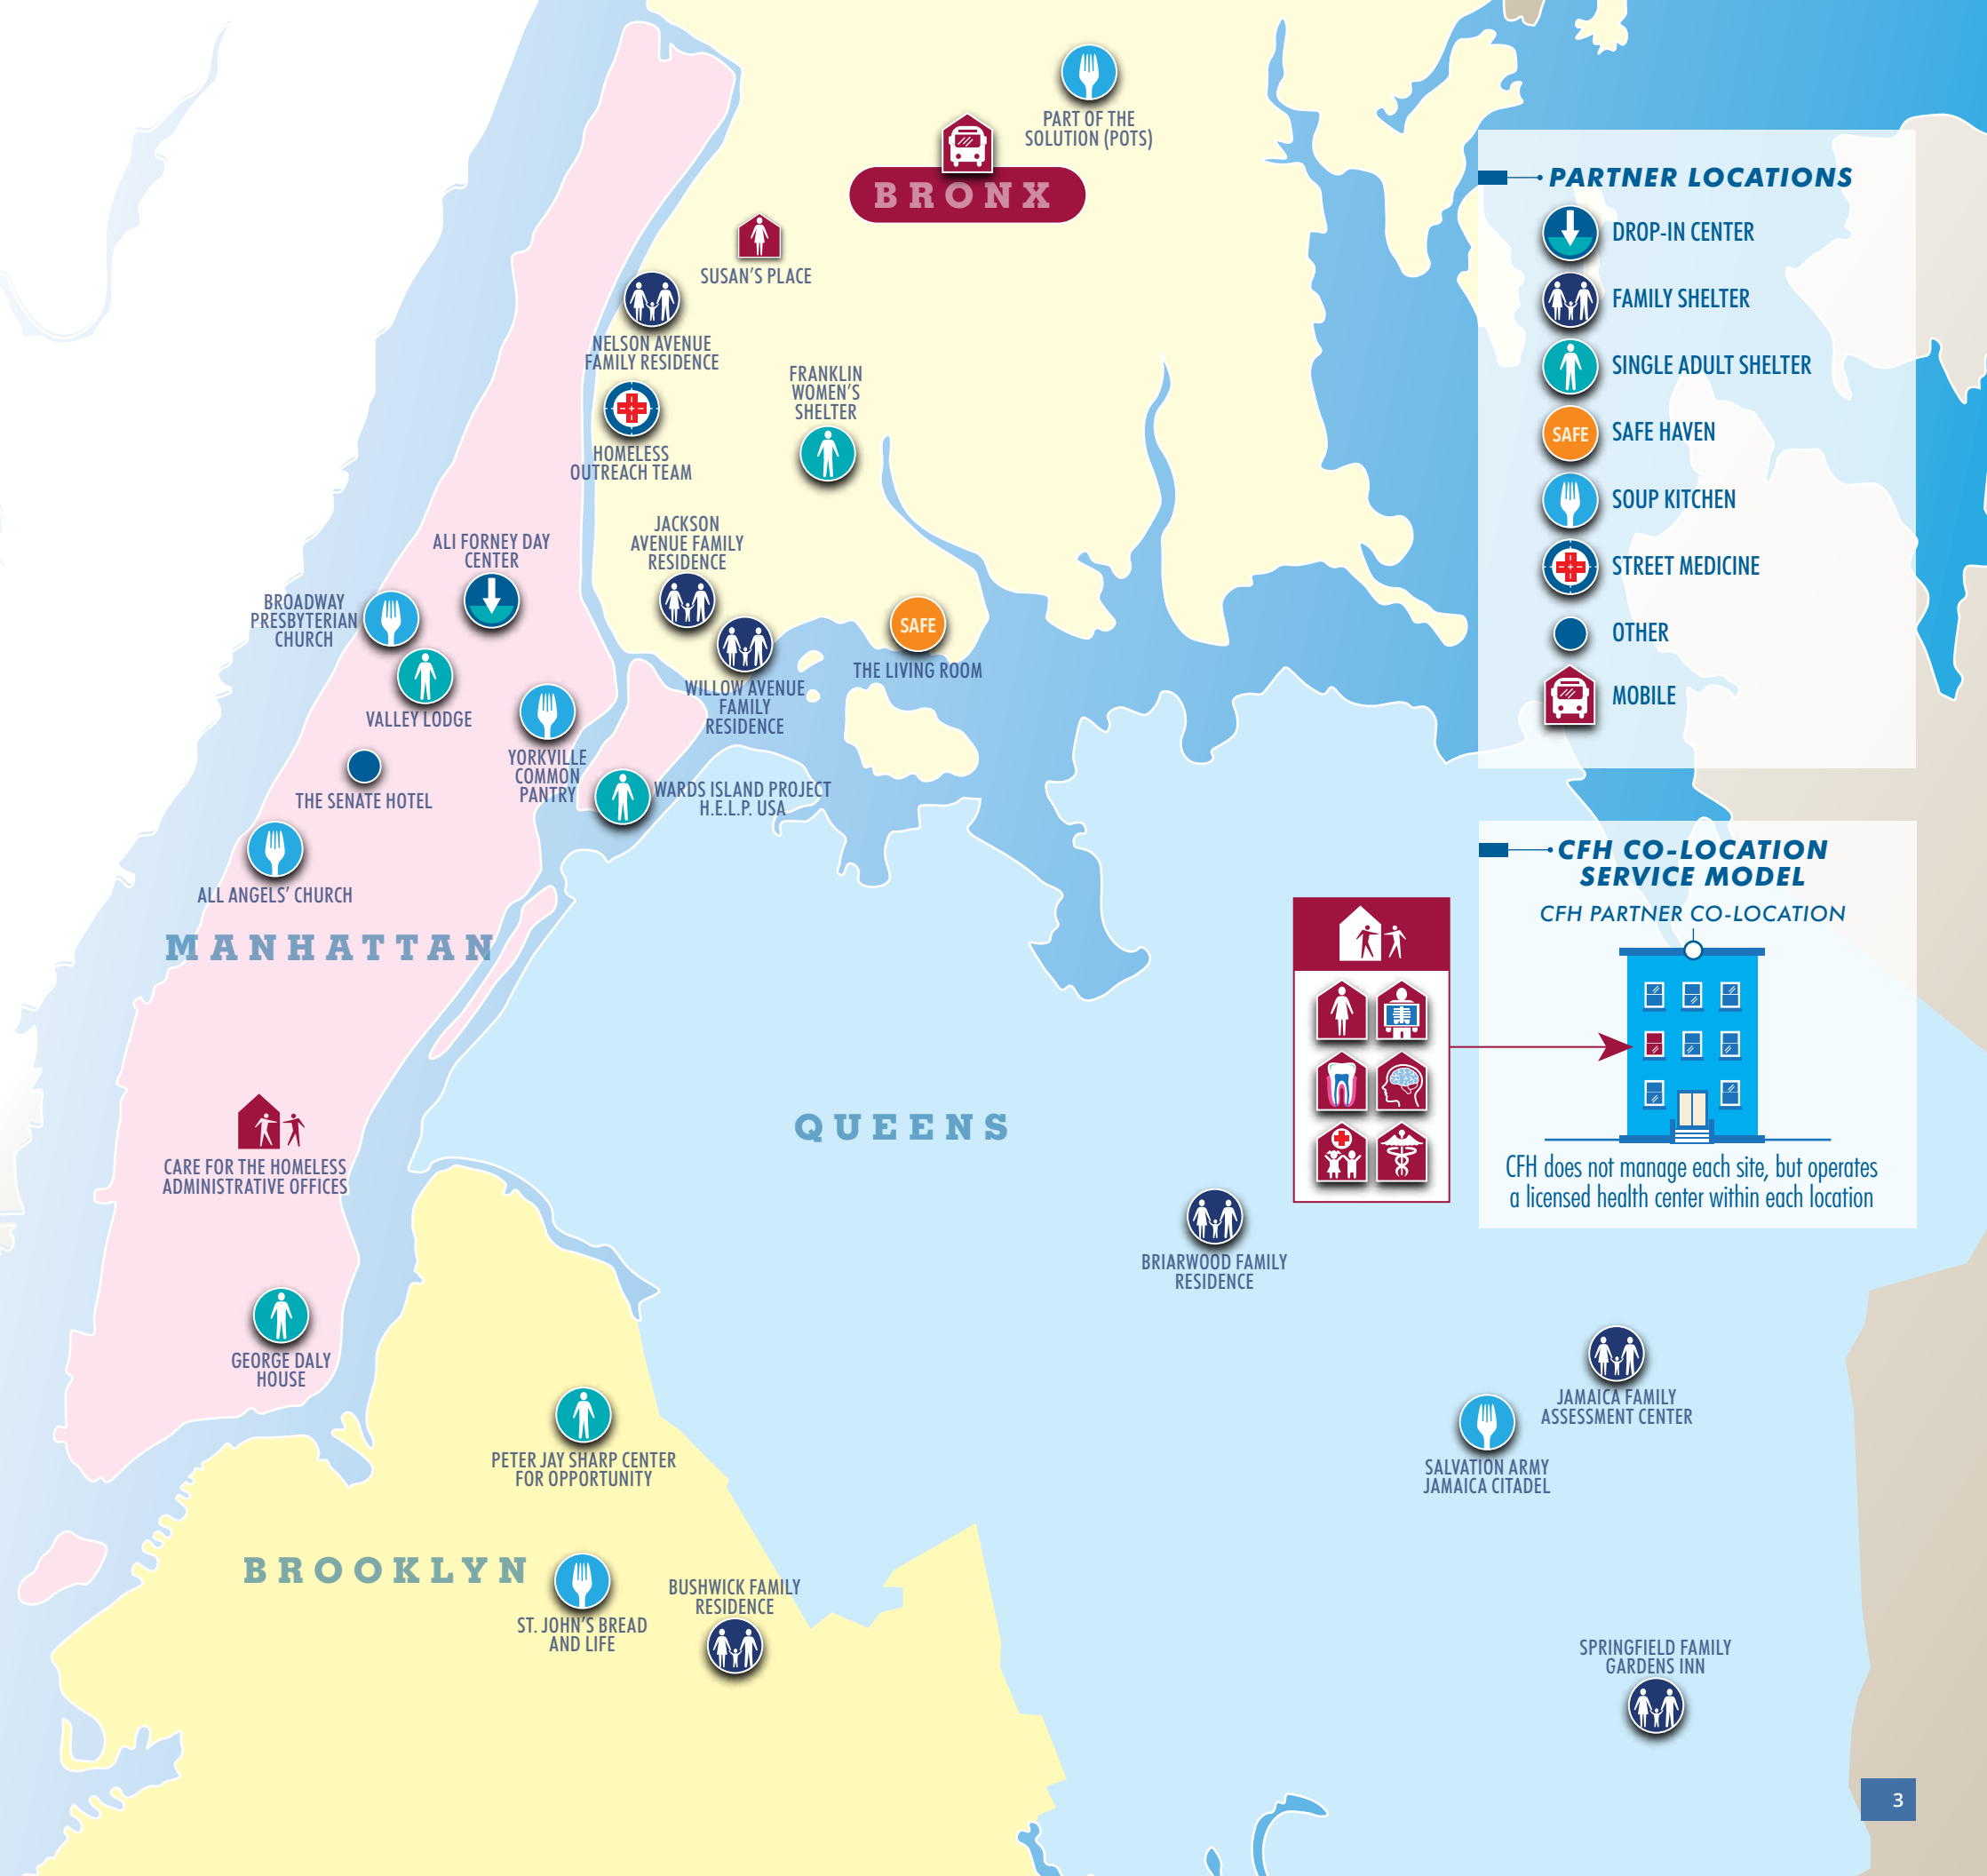 PART OF THE
SOLUTION (POTS)
BRONX
SUSAN'S PLACE
NELSON AVENUE
FAMILY RESIDENCE
FRANKLIN
WOMEN'S
SHELTER
HOMELESS
OUTREACH TEAM
JACKSON
AVENUE FAMILY
RESIDENCE
ALI FORNEY DAY
CENTER
BROADWAY
PRESBYTERIAN
CHURCH
SAFE
THE LIVING ROOM
WILLOW AVENUE
FAMILY
RESIDENCE
VALLEY LODGE
YORKVILLE
COMMON
PANTRY
WARDS ISLAND PROJECT
H.E.L.P. USA
THE SENATE HOTEL
ALL ANGELS' CHURCH
MANHATTAN
QUEENS
CARE FOR THE HOMELESS
ADMINISTRATIVE OFFICES
BRIARWOOD FAMILY
RESIDENCE
GEORGE DALY
HOUSE
JAMAICA FAMILY
ASSESSMENT CENTER
SALVATION ARMY
JAMAICA CITADEL
PETER JAY SHARP CENTER
FOR OPPORTUNITY
BROOKLYN
ST. JOHN'S BREAD
AND LIFE
BUSHWICK FAMILY
RESIDENCE
SPRINGFIELD FAMILY
GARDENS INN
PARTNER LOCATIONS
DROP-IN CENTER
FAMILY SHELTER
SINGLE ADULT SHELTER
SAFE SAFE HAVEN
SOUP KITCHEN
STREET MEDICINE
OTHER
MOBILE
CFH CO-LOCATION
SERVICE MODEL
CFH PARTNER CO-LOCATION
CFH does not manage each site, but operates
a licensed health center within each location
3